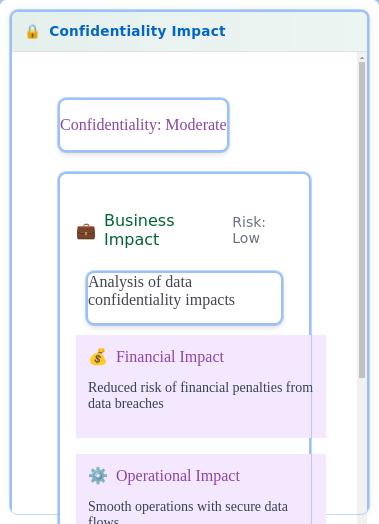 🔒 Confidentiality Impact
Confidentiality: Moderate
💼 Business
Impact
Risk:
Low
Analysis of data
confidentiality impacts
💰 Financial Impact
Reduced risk of financial penalties from
data breaches
⚙️ Operational Impact
Smooth operations with secure data
flows